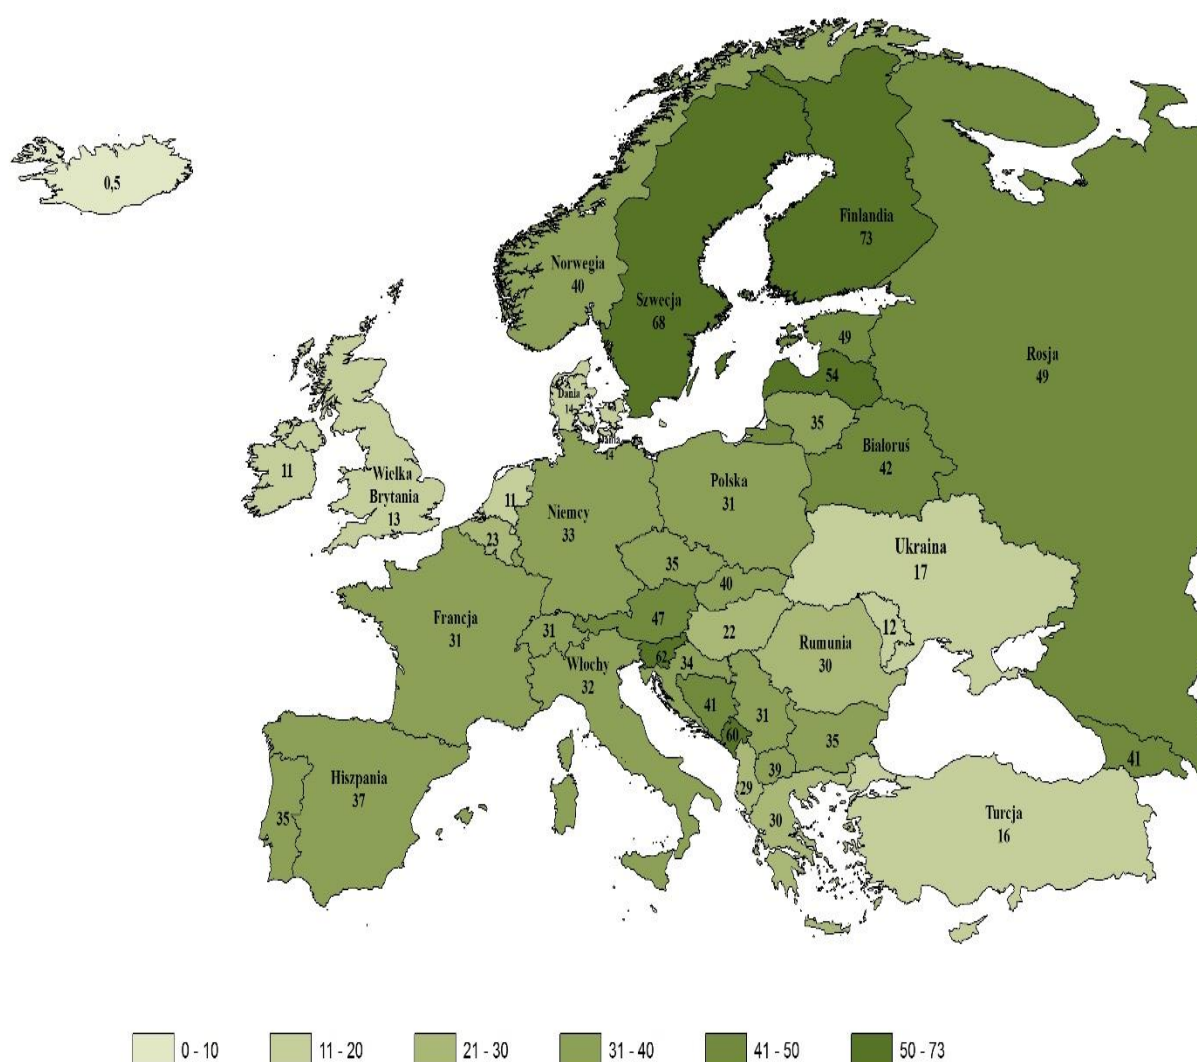 0,5
Finlandia
73
Norwegia
40
Szwecja
68
49
Rosja
49
54
Dania
14
35
Dania
14
Białoruś
42
11
Wielka
Brytania
13
11
Polska
31
Niemcy
33
23
Ukraina
17
35
40
47
22
12
Francja
31
31
Rumunia
30
Włochy
32
62
34
41
31
60
35
39
41
Hiszpania
37
35
29
30
Turcja
16
0 - 10
11 - 20
21 - 30
31 - 40
41 - 50
50 - 73